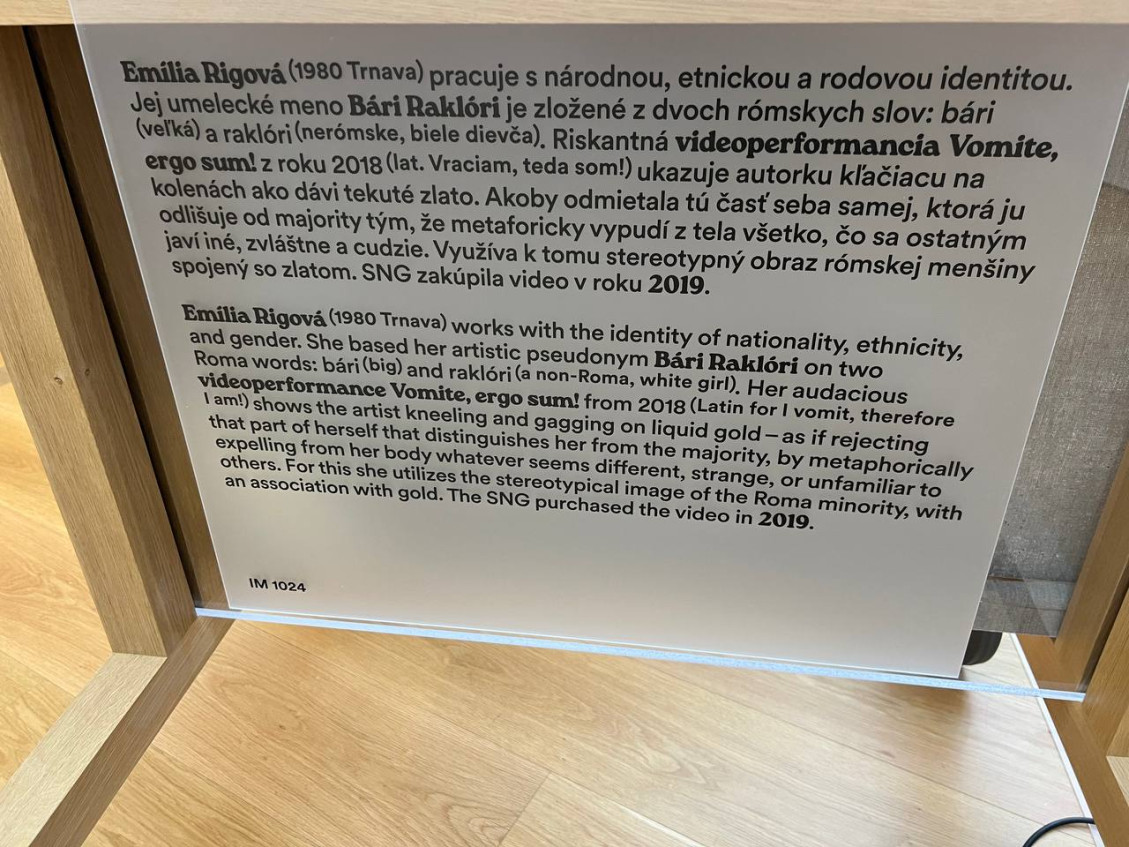 Emília Rigová (1980 Trnava) pracuje s národnou, etnickou a rodovou identitou.
Jej umelecké meno Bári Raklóri je zložené z dvoch rómskych slov: bári
(veľká) a raklóri (nerómske, biele dievča). Riskantná videoperformancia Vomite,
ergo sum! z roku 2018 (lat. Vraciam, teda som!) ukazuje autorku kľačiacu na
kolenách ako dávi tekuté zlato. Akoby odmietala tú časť seba samej, ktorá ju
odlišuje od majority tým, že metaforicky vypudí z tela všetko, čo sa ostatným
javí iné, zvláštne a cudzie. Využíva k tomu stereotypný obraz rómskej menšiny
spojený so zlatom. SNG zakúpila video v roku 2019.
Emília Rigová (1980 Trnava) works with the identity of nationality, ethnicity,
and gender. She based her artistic pseudonym Bári Raklóri on two
Roma words: bári (big) and raklóri (a non-Roma, white girl). Her audacious
videoperformance Vomite, ergo sum! from 2018 (Latin for I vomit, therefore
I am!) shows the artist kneeling and gagging on liquid gold – as if rejecting
that part of herself that distinguishes her from the majority, by metaphorically
expelling from her body whatever seems different, strange, or unfamiliar to
others. For this she utilizes the stereotypical image of the Roma minority, with
an association with gold. The SNG purchased the video in 2019.
IM 1024